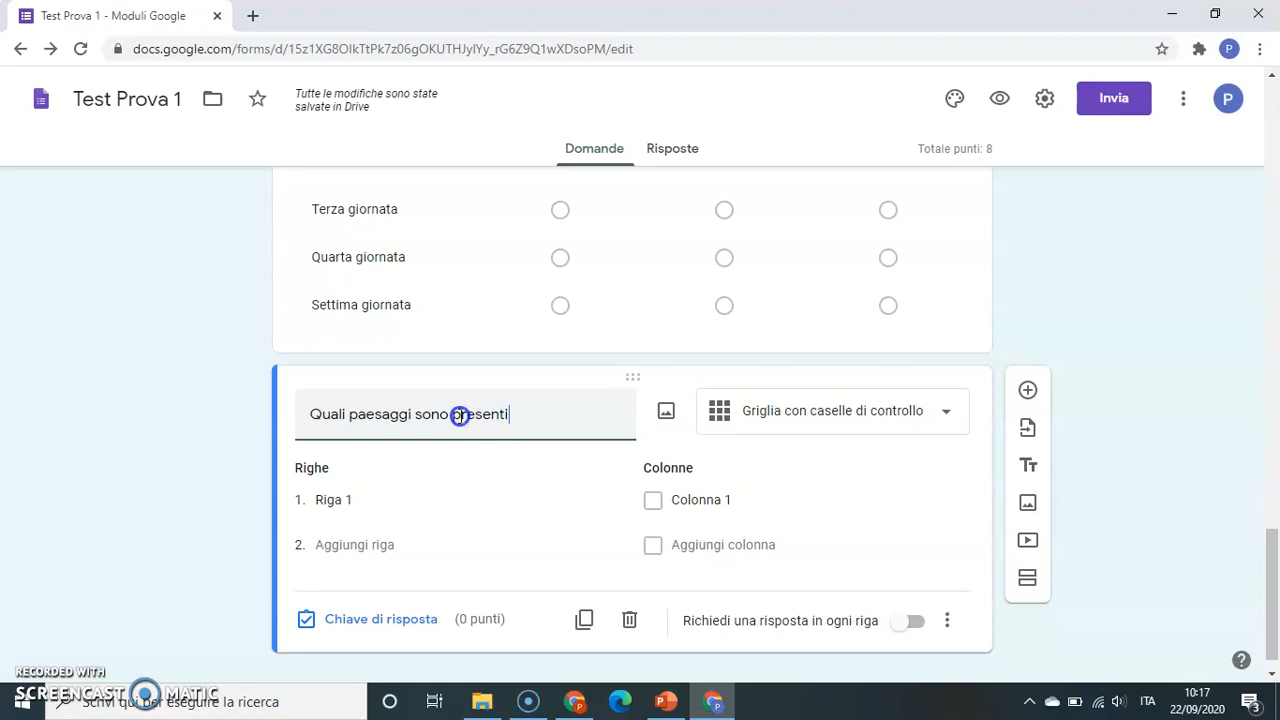 Test Prova 1 - Moduli Google
docs.google.com/forms/d/15z1XG8OIkTtPk7z06gOKUTHJylYy_rG6Z9Q1wXDsoPM/edit
P
Test Prova 1
Tutte le modifiche sono state
salvate in Drive
Invia
P
Domande
Risposte
Totale punti: 8
Terza giornata
Quarta giornata
Settima giornata
Quali paesaggi sono presenti
Griglia con caselle di controllo
Righe
Colonne
1. Riga 1
Colonna 1
2. Aggiungi riga
Aggiungi colonna
Chiave di risposta
(0 punti)
Richiedi una risposta in ogni riga
RECORDED WITH
SCREENCAST MATIC
Scrivi qui per eseguire la ricerca
ITA
10:17
22/09/2020
3